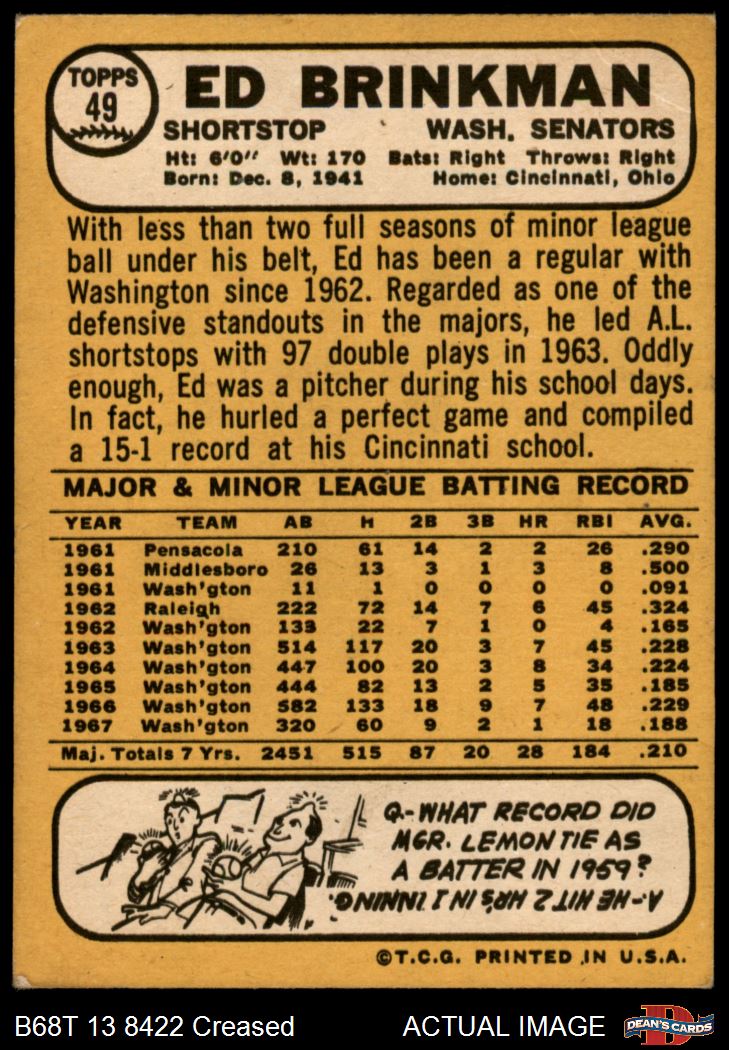 TOPPS
49
ED BRINKMAN
SHORTSTOP WASH. SENATORS
Ht: 6'0" Wt: 170 Bats: Right Throws: Right
Born: Dec. 8, 1941 Home: Cincinnati, Ohio
With less than two full seasons of minor league
ball under his belt, Ed has been a regular with
Washington since 1962. Regarded as one of the
defensive standouts in the majors, he led A.L.
shortstops with 97 double plays in 1963. Oddly
enough, Ed was a pitcher during his school days.
In fact, he hurled a perfect game and compiled
a 15-1 record at his Cincinnati school.
MAJOR & MINOR LEAGUE BATTING RECORD
YEAR TEAM AB H 2B 3B HR RBI AVG.
1961 Pensacola 210 61 14 2 2 26 .290
1961 Middlesboro 26 13 3 1 3 8 .500
1961 Wash'gton 11 1 0 0 0 0 .091
1962 Raleigh 222 72 14 7 6 45 .324
1962 Wash'gton 133 22 7 1 0 4 .165
1963 Wash'gton 514 117 20 3 7 45 .228
1964 Wash'gton 447 100 20 3 8 34 .224
1965 Wash'gton 444 82 13 2 5 35 .185
1966 Wash'gton 582 133 18 9 7 48 .229
1967 Wash'gton 320 60 9 2 1 18 .188
Maj. Totals 7 Yrs. 2451 515 87 20 28 184 .210
Q.-WHAT RECORD DID
MGR. LEMON TIE AS
A BATTER IN 1959?
A.-HE HIT 2 HR'S IN 1 INNING.
©T.C.G. PRINTED IN U.S.A.
B68T 13 8422 Creased ACTUAL IMAGE
DEAN'S CARDS